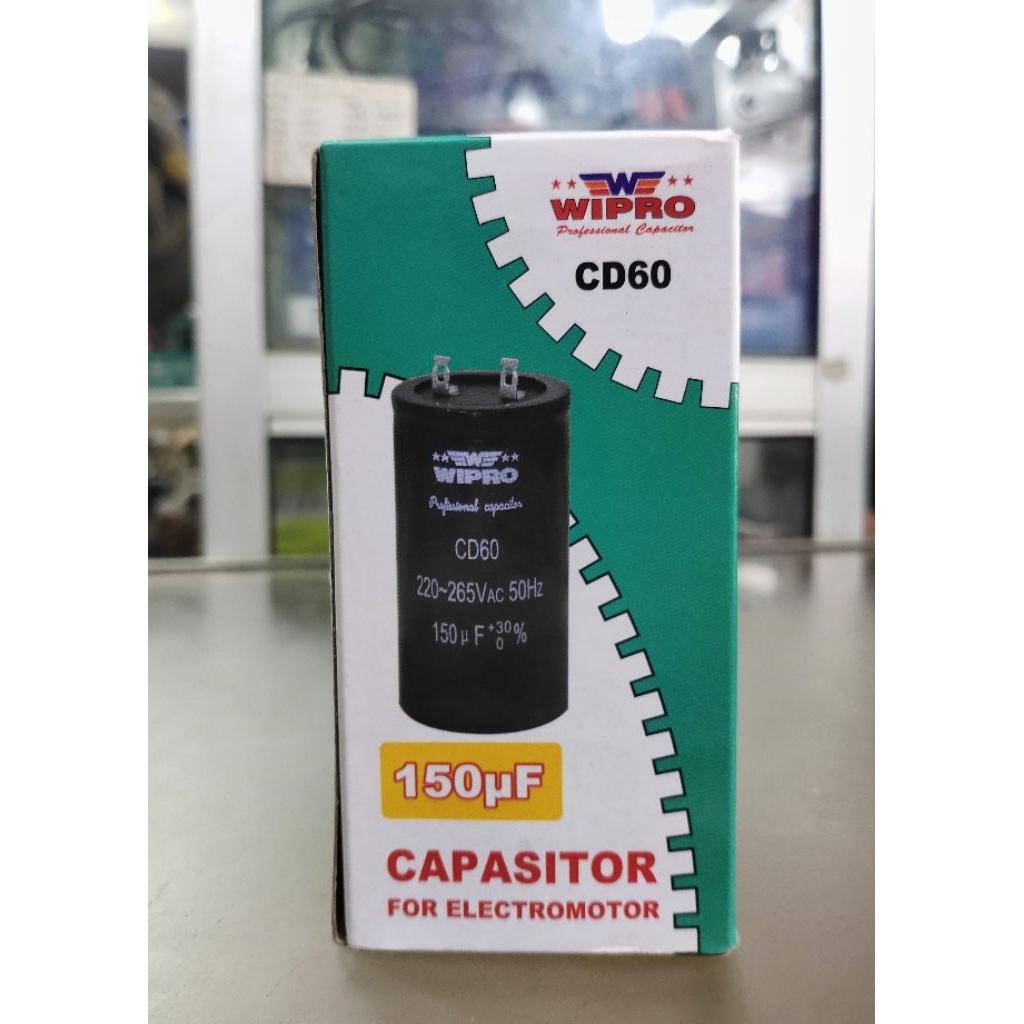 WIPRO
Professional Capacitor
CD60
WIPRO
Professional capacitor
CD60
220~265VAC 50Hz
150μF +30 0 %
150μF
CAPASITOR
FOR ELECTROMOTOR